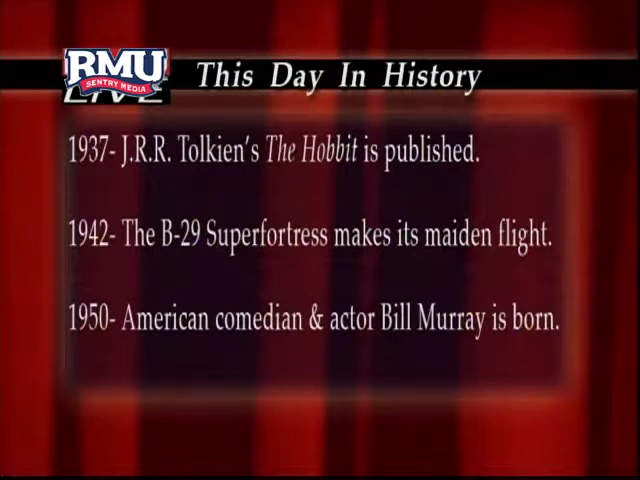 RMU
SENTRY MEDIA
LIVE
This Day In History
1937- J.R.R. Tolkien's The Hobbit is published.
1942- The B-29 Superfortress makes its maiden flight.
1950- American comedian & actor Bill Murray is born.